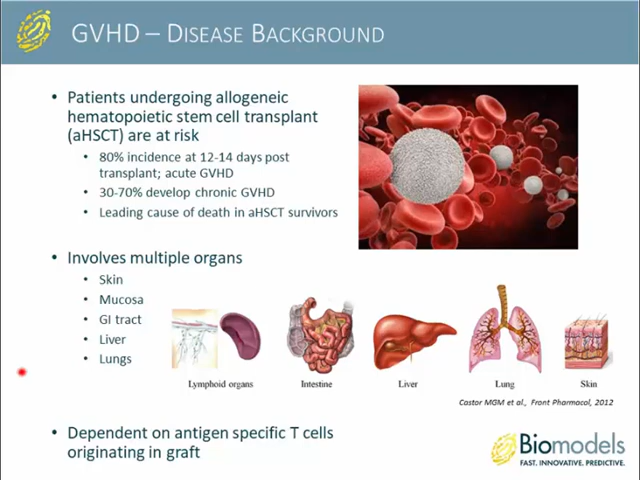 GVHD – Disease Background
• Patients undergoing allogeneic
hematopoietic stem cell transplant
(aHSCT) are at risk
• 80% incidence at 12-14 days post
transplant; acute GVHD
• 30-70% develop chronic GVHD
• Leading cause of death in aHSCT survivors
• Involves multiple organs
• Skin
• Mucosa
• GI tract
• Liver
• Lungs
Lymphoid organs Intestine Liver Lung Skin
Castor MGM et al., Front Pharmacol, 2012
• Dependent on antigen specific T cells
originating in graft
Biomodels
FAST. INNOVATIVE. PREDICTIVE.